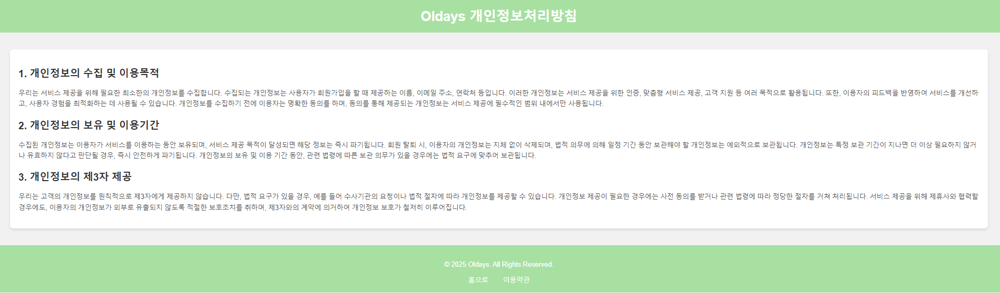 Oldays 개인정보처리방침
1. 개인정보의 수집 및 이용목적
우리는 서비스 제공을 위해 필요한 최소한의 개인정보를 수집합니다. 수집되는 개인정보는 사용자가 회원가입을 할 때 제공하는 이름, 이메일 주소, 연락처 등입니다. 이러한 개인정보는 서비스 제공을 위한 인증, 맞춤형 서비스 제공, 고객 지원 등 여러 목적으로 활용됩니다. 또한, 이용자의 피드백을 반영하여 서비스를 개선하
고, 사용자 경험을 최적화하는 데 사용될 수 있습니다. 개인정보를 수집하기 전에 이용자는 명확한 동의를 하며, 동의를 통해 제공되는 개인정보는 서비스 제공에 필수적인 범위 내에서만 사용됩니다.
2. 개인정보의 보유 및 이용기간
수집된 개인정보는 이용자가 서비스를 이용하는 동안 보유되며, 서비스 제공 목적이 달성되면 해당 정보는 즉시 파기됩니다. 회원 탈퇴 시, 이용자의 개인정보는 지체 없이 삭제되며, 법적 의무에 의해 일정 기간 동안 보관해야 할 개인정보는 예외적으로 보관됩니다. 개인정보는 특정 보관 기간이 지나면 더 이상 필요하지 않거
나 유효하지 않다고 판단될 경우, 즉시 안전하게 파기됩니다. 개인정보의 보유 및 이용 기간 동안, 관련 법령에 따른 보관 의무가 있을 경우에는 법적 요구에 맞추어 보관됩니다.
3. 개인정보의 제3자 제공
우리는 고객의 개인정보를 원칙적으로 제3자에게 제공하지 않습니다. 다만, 법적 요구가 있을 경우, 예를 들어 수사기관의 요청이나 법적 절차에 따라 개인정보를 제공할 수 있습니다. 개인정보 제공이 필요한 경우에는 사전 동의를 받거나 관련 법령에 따라 정당한 절차를 거쳐 처리됩니다. 서비스 제공을 위해 제휴사와 협력할
경우에도, 이용자의 개인정보가 외부로 유출되지 않도록 적절한 보호조치를 취하며, 제3자와의 계약에 의거하여 개인정보 보호가 철저히 이루어집니다.
© 2025 Oldays. All Rights Reserved.
홈으로 이용약관